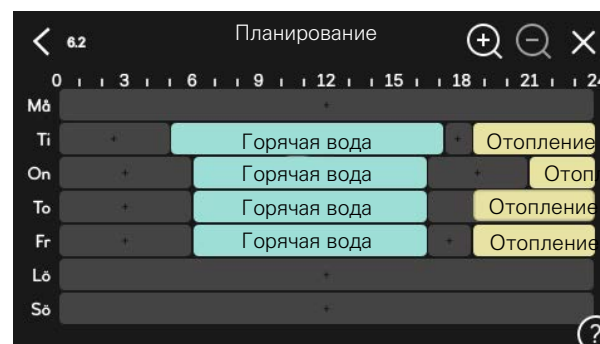 6.2 Планирование
0 3 6 9 12 15 18 21 24
Må
Ti Горячая вода Отопление
On Горячая вода Отопл
To Горячая вода Отопление
Fr Горячая вода Отопление
Lö
Sö
?